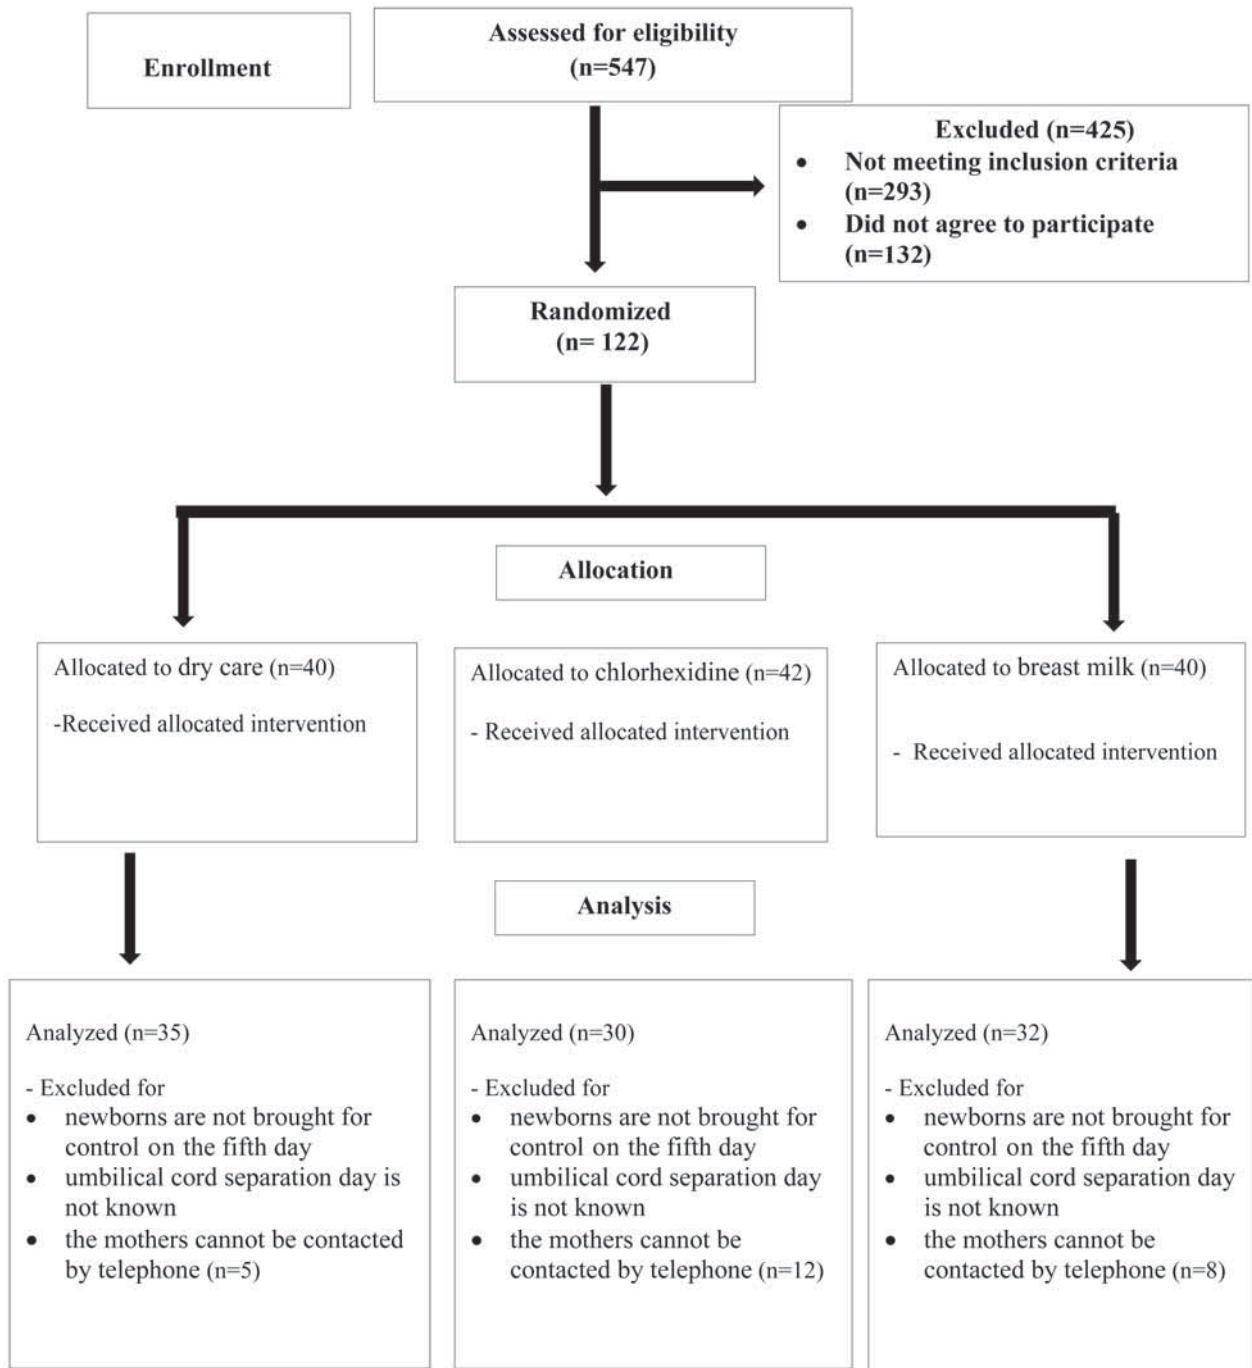 Enrollment
Assessed for eligibility
(n=547)
Excluded (n=425)
• Not meeting inclusion criteria
(n=293)
• Did not agree to participate
(n=132)
Randomized
(n= 122)
Allocation
Allocated to dry care (n=40)
-Received allocated intervention
Allocated to chlorhexidine (n=42)
- Received allocated intervention
Allocated to breast milk (n=40)
- Received allocated intervention
Analysis
Analyzed (n=35)
- Excluded for
• newborns are not brought for
control on the fifth day
• umbilical cord separation day is
not known
• the mothers cannot be contacted
by telephone (n=5)
Analyzed (n=30)
- Excluded for
• newborns are not brought for
control on the fifth day
• umbilical cord separation day
is not known
• the mothers cannot be
contacted by telephone (n=12)
Analyzed (n=32)
- Excluded for
• newborns are not brought for
control on the fifth day
• umbilical cord separation day
is not known
• the mothers cannot be
contacted by telephone (n=8)